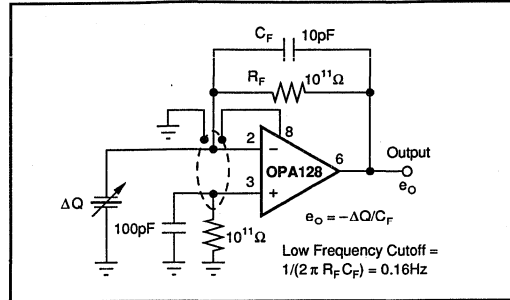 C_F 10pF
R_F 10^11Ω
8
2
−
6
Output
OPA128
e_O
3
+
ΔQ
100pF
10^11Ω
e_O = −ΔQ/C_F
Low Frequency Cutoff =
1/(2 π R_F C_F) = 0.16Hz